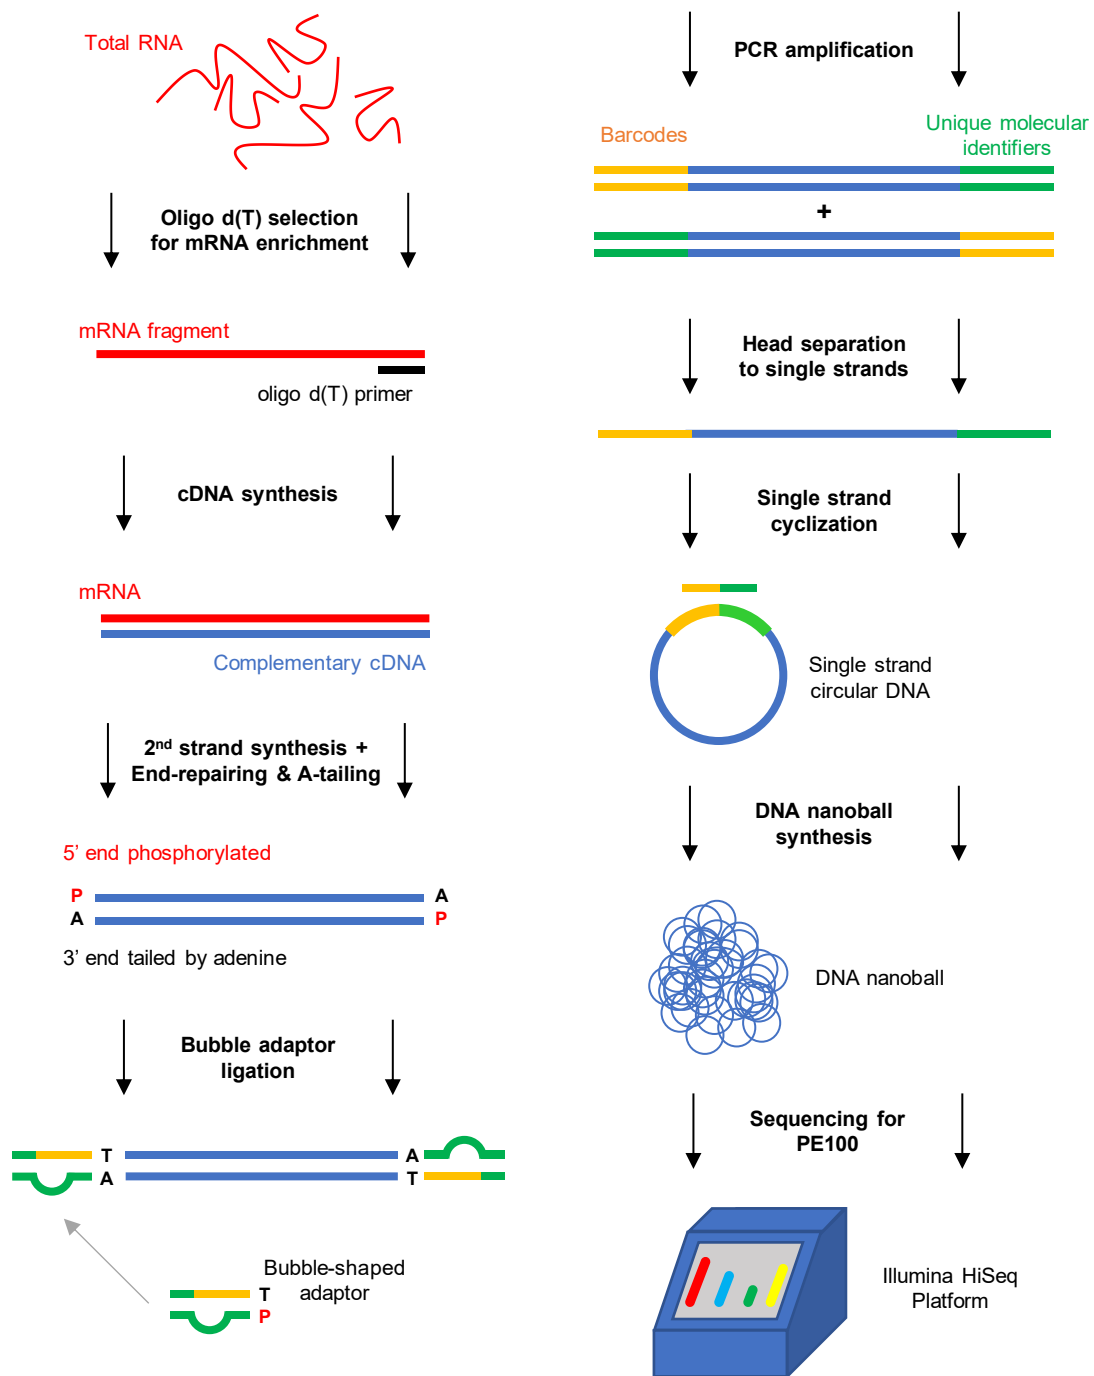 Total RNA
Oligo d(T) selection
for mRNA enrichment
mRNA fragment
oligo d(T) primer
cDNA synthesis
mRNA
Complementary cDNA
2nd strand synthesis +
End-repairing & A-tailing
5' end phosphorylated
P A
A P
3' end tailed by adenine
Bubble adaptor
ligation
T A
A T
Bubble-shaped
adaptor
T
P
PCR amplification
Barcodes
Unique molecular
identifiers
+
Head separation
to single strands
Single strand
cyclization
Single strand
circular DNA
DNA nanoball
synthesis
DNA nanoball
Sequencing for
PE100
Illumina HiSeq
Platform